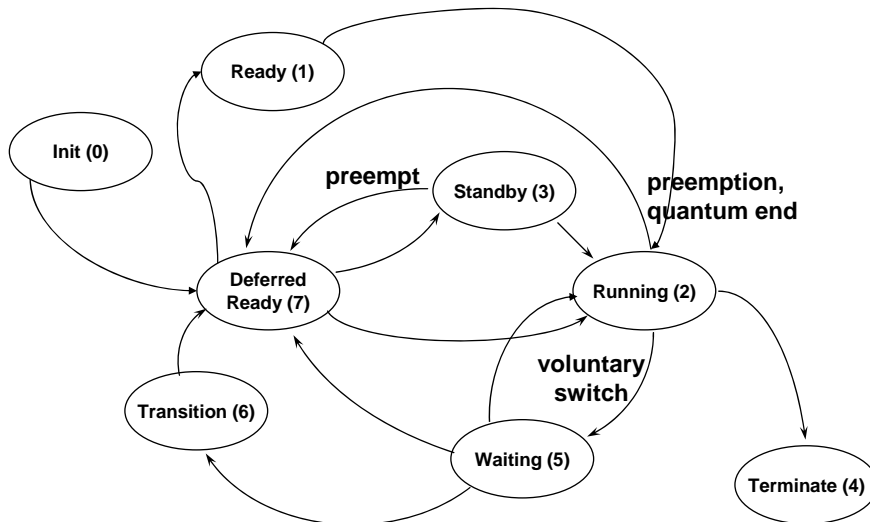 Ready (1)
Init (0)
preempt
Standby (3)
preemption,
quantum end
Deferred
Ready (7)
Running (2)
voluntary
switch
Transition (6)
Waiting (5)
Terminate (4)